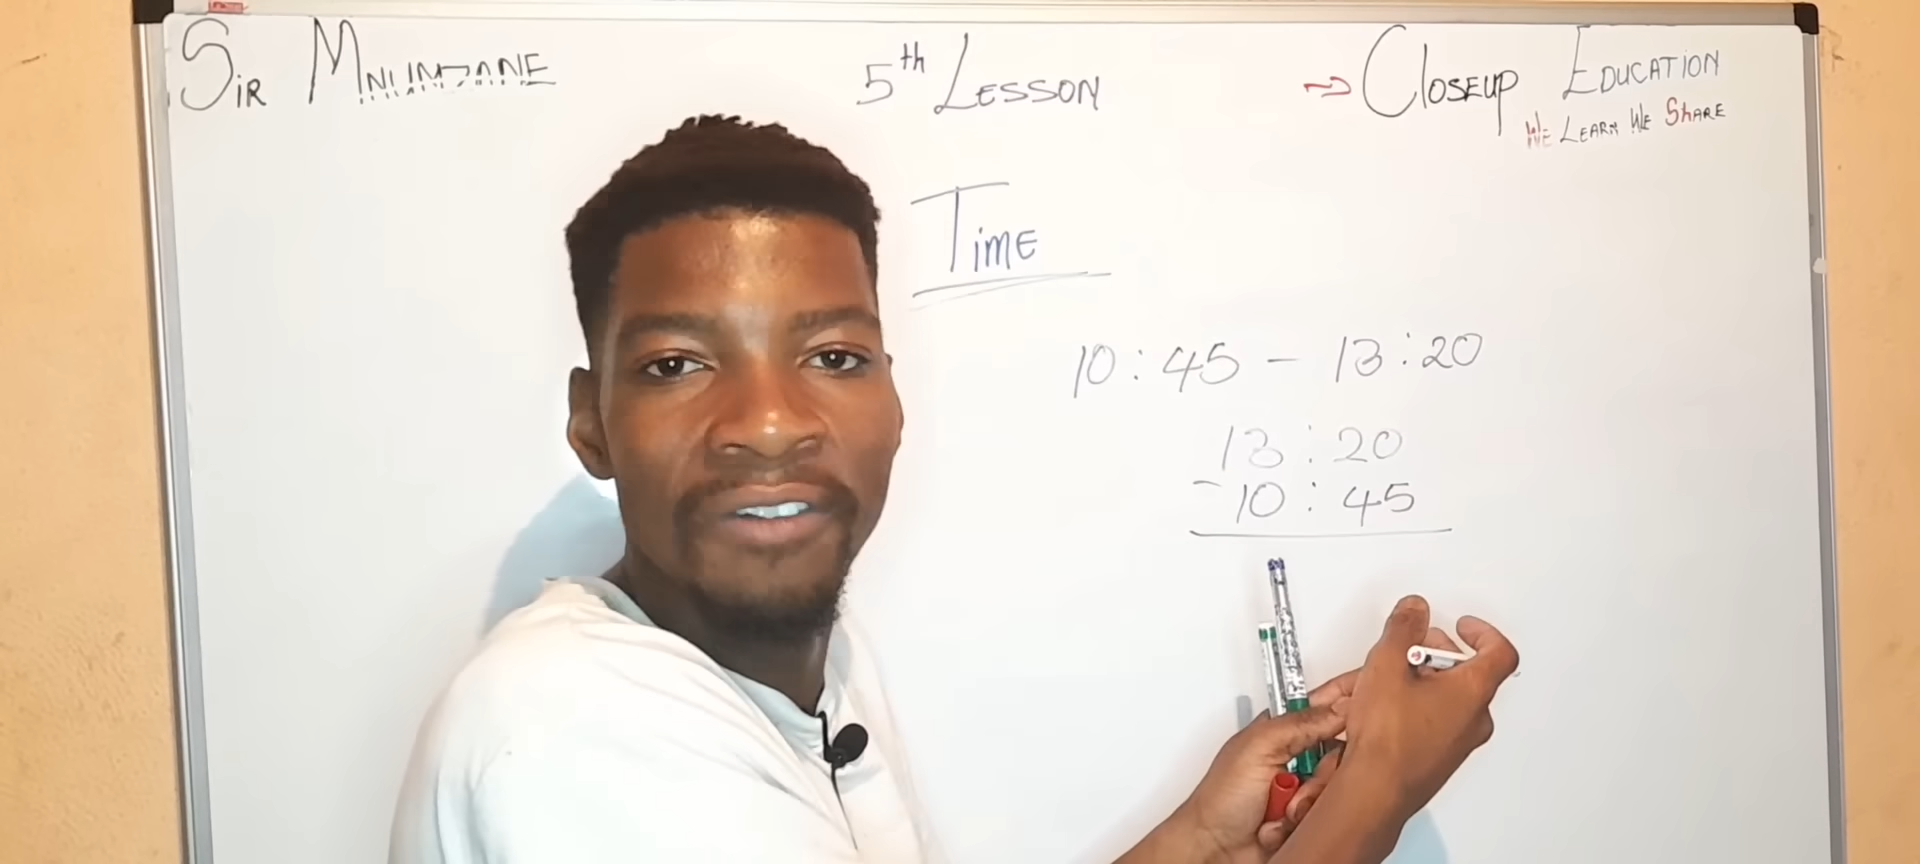 Sir Mnumzane
5th Lesson
Closeup Education
We Learn We Share
Time
10 : 45 - 13 : 20
13 : 20
- 10 : 45